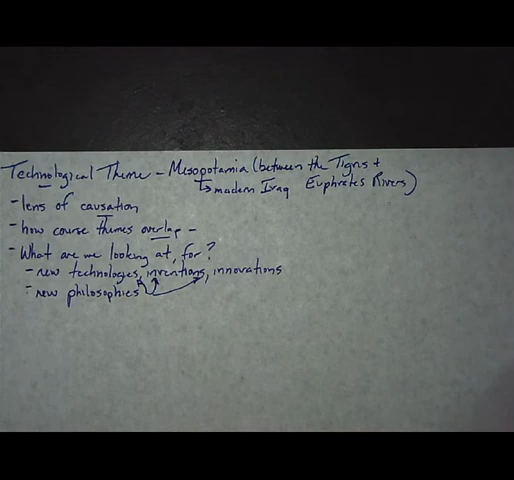 Technological Theme - Mesopotamia (between the Tigris +
↳ modern Iraq Euphrates Rivers)
- lens of causation
- how course themes overlap -
- What are we looking at, for?
- new technologies, inventions, innovations
- new philosophies